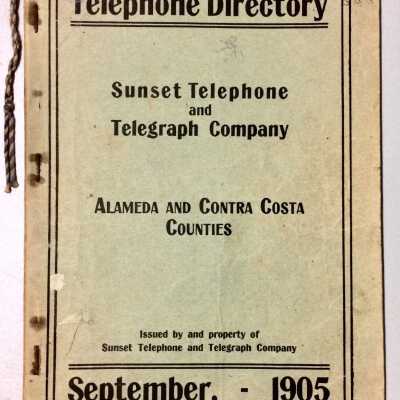 Telephone Directory
Sunset Telephone
and
Telegraph Company
ALAMEDA AND CONTRA COSTA
COUNTIES
Issued by and property of
Sunset Telephone and Telegraph Company
September, - 1905